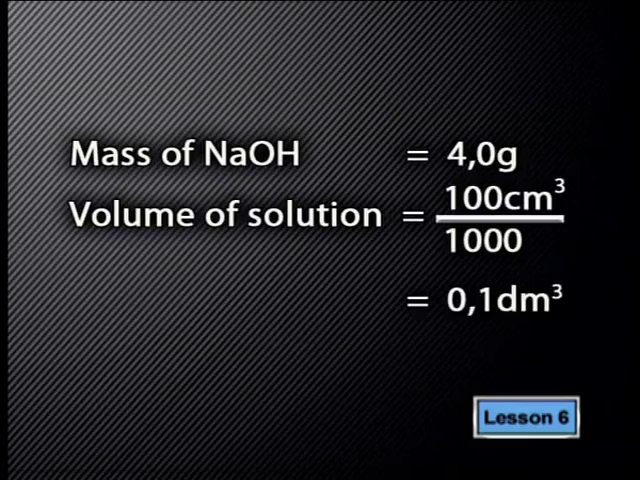 Mass of NaOH = 4,0g
Volume of solution = 100cm³
1000
= 0,1dm³
Lesson 6